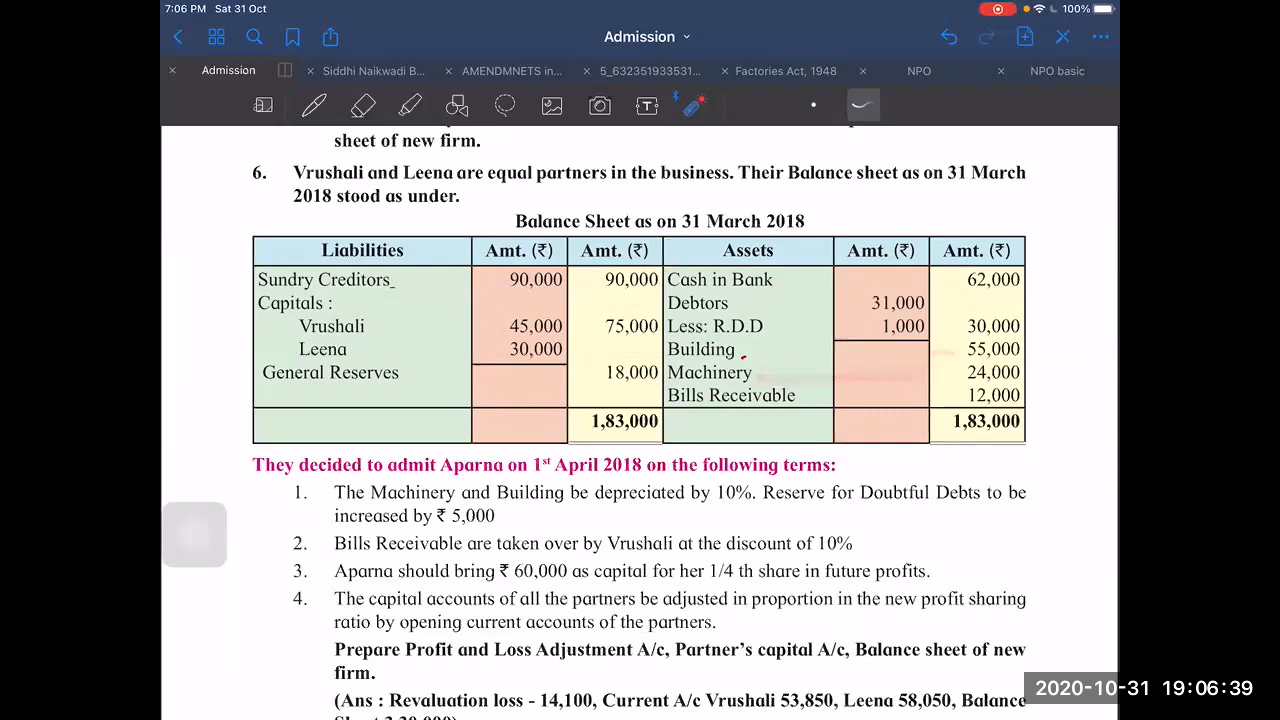 7:06 PM Sat 31 Oct
100%
Admission
Admission
Siddhi Naikwadi B...
AMENDMNETS in...
5_632351933531...
Factories Act, 1948
NPO
NPO basic
T
sheet of new firm.
6. Vrushali and Leena are equal partners in the business. Their Balance sheet as on 31 March
2018 stood as under.
Balance Sheet as on 31 March 2018
Liabilities Amt. (₹) Amt. (₹) Assets Amt. (₹) Amt. (₹)
Sundry Creditors 90,000 90,000 Cash in Bank 62,000
Capitals : Debtors 31,000
Vrushali 45,000 75,000 Less: R.D.D 1,000 30,000
Leena 30,000 Building 55,000
General Reserves 18,000 Machinery 24,000
Bills Receivable 12,000
1,83,000 1,83,000
They decided to admit Aparna on 1st April 2018 on the following terms:
1. The Machinery and Building be depreciated by 10%. Reserve for Doubtful Debts to be
increased by ₹ 5,000
2. Bills Receivable are taken over by Vrushali at the discount of 10%
3. Aparna should bring ₹ 60,000 as capital for her 1/4 th share in future profits.
4. The capital accounts of all the partners be adjusted in proportion in the new profit sharing
ratio by opening current accounts of the partners.
Prepare Profit and Loss Adjustment A/c, Partner's capital A/c, Balance sheet of new
firm.
(Ans : Revaluation loss - 14,100, Current A/c Vrushali 53,850, Leena 58,050, Balance
2020-10-31 19:06:39